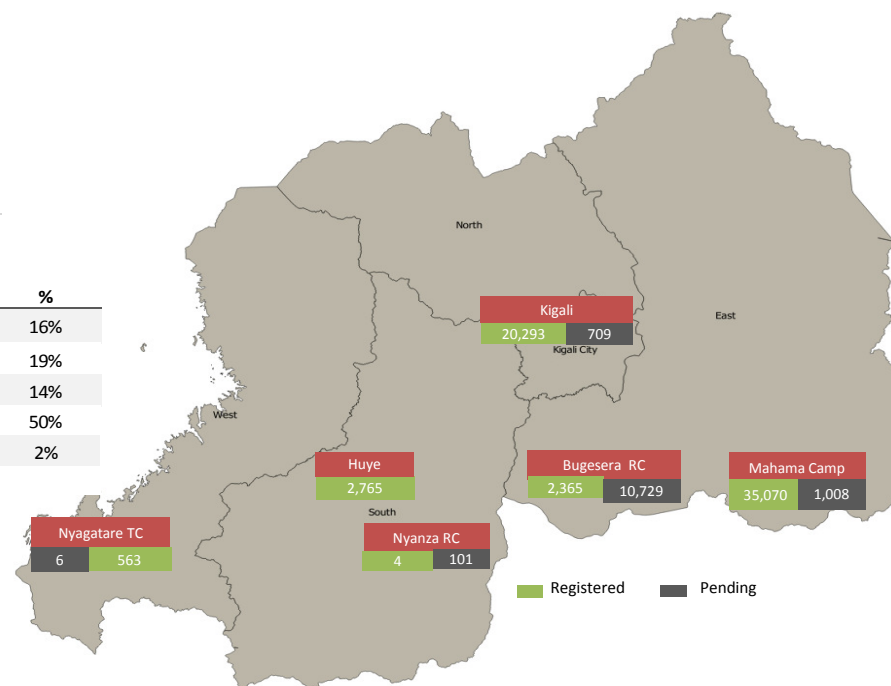 North
%
16%
Kigali
East
20,293 709
19%
Kigali City
14%
West
50%
2%
Huye
Bugesera RC
Mahama Camp
2,765
2,365 10,729
35,070 1,008
South
Nyagatare TC
Nyanza RC
6 563
4 101
Registered Pending